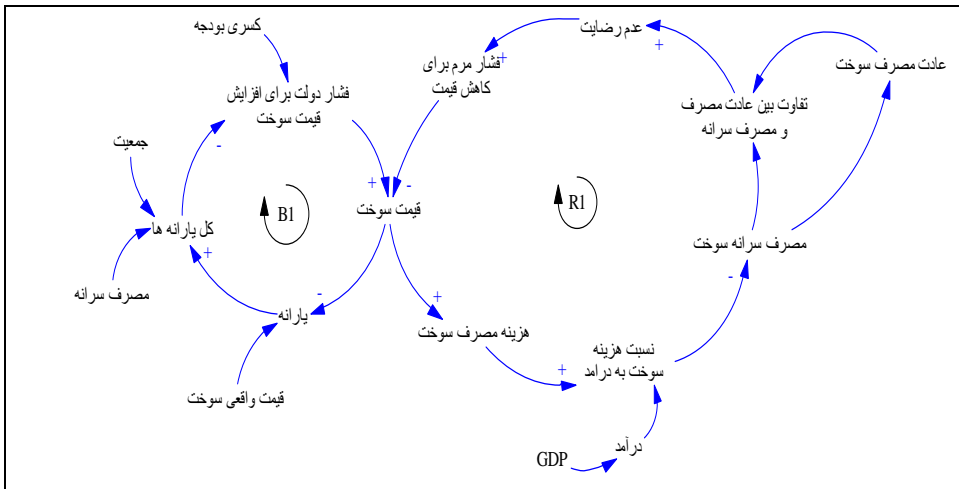 کسری بودجه
فشار دولت برای افزایش
قیمت سوخت
جمعیت
کل یارانه ها
مصرف سرانه
یارانه
قیمت واقعی سوخت
B1
قیمت سوخت
+
-
-
+
-
+
عدم رضایت
+
فشار مرم برای
کاهش قیمت
+
عادت مصرف سوخت
تفاوت بین عادت مصرف
و مصرف سرانه
R1
مصرف سرانه سوخت
-
هزینه مصرف سوخت
+
نسبت هزینه
سوخت به درامد
+
درآمد
GDP